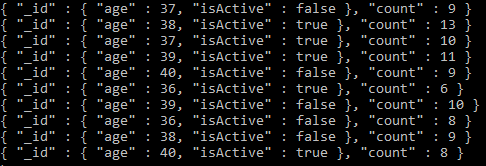 { "_id" : { "age" : 37, "isActive" : false }, "count" : 9 }
{ "_id" : { "age" : 38, "isActive" : true }, "count" : 13 }
{ "_id" : { "age" : 37, "isActive" : true }, "count" : 10 }
{ "_id" : { "age" : 39, "isActive" : true }, "count" : 11 }
{ "_id" : { "age" : 40, "isActive" : false }, "count" : 9 }
{ "_id" : { "age" : 36, "isActive" : true }, "count" : 6 }
{ "_id" : { "age" : 39, "isActive" : false }, "count" : 10 }
{ "_id" : { "age" : 36, "isActive" : false }, "count" : 8 }
{ "_id" : { "age" : 38, "isActive" : false }, "count" : 9 }
{ "_id" : { "age" : 40, "isActive" : true }, "count" : 8 }